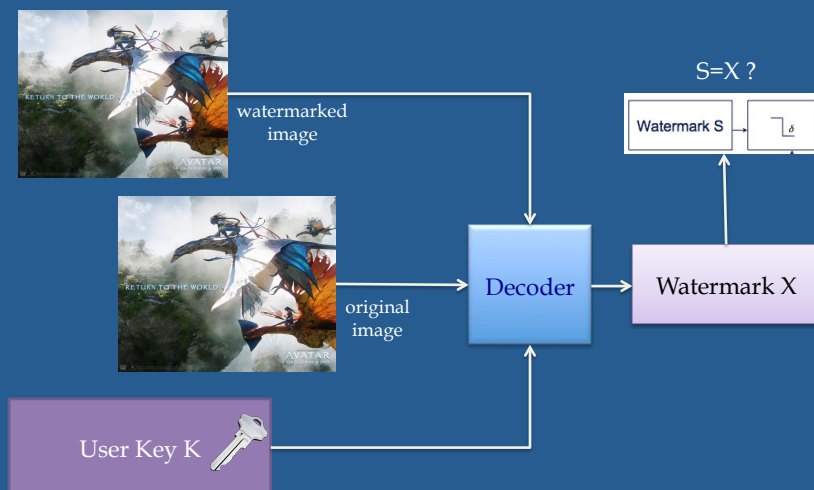 RETURN TO THE WORLD
AVATAR
watermarked
image
S=X ?
Watermark S
δ
RETURN TO THE WORLD
AVATAR
original
image
Decoder
Watermark X
User Key K